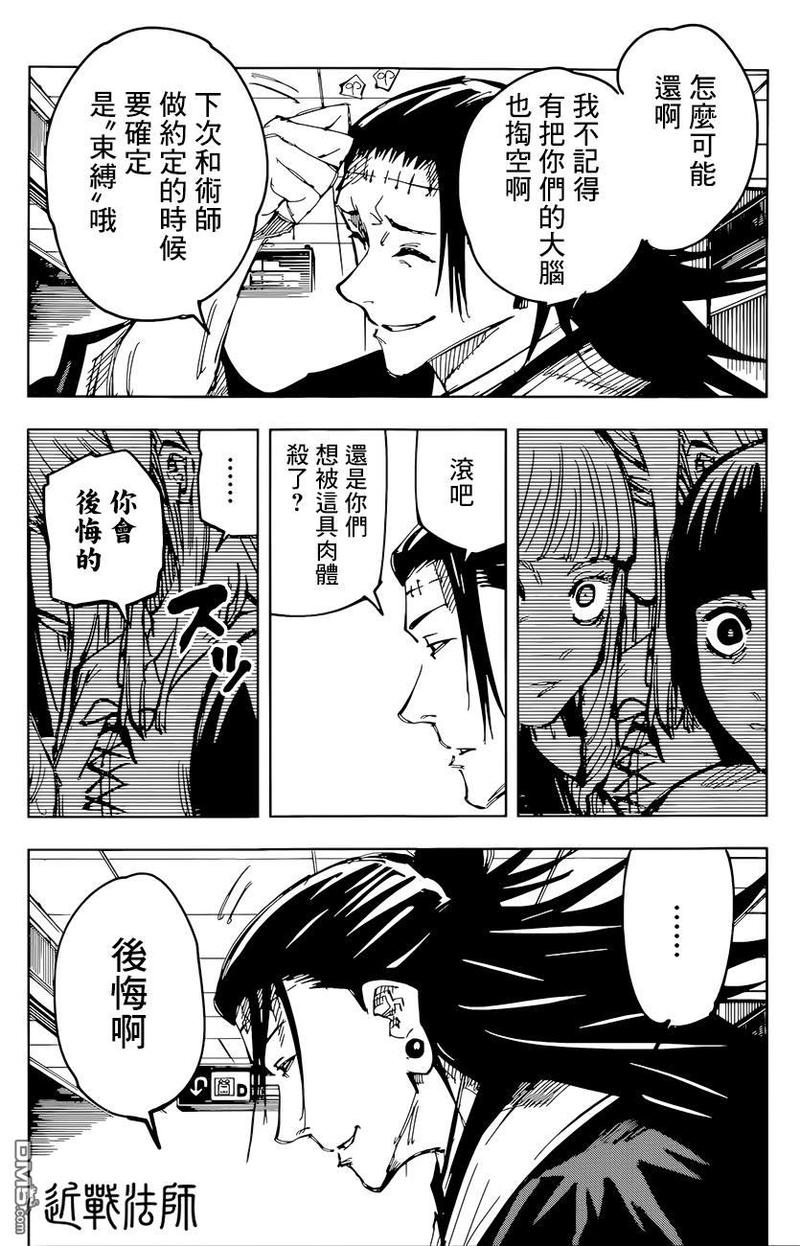 怎麼可能
還啊
我不記得
有把你們的大腦
也掏空啊
下次和術師
做約定的時候
要確定
是〝束縛〞哦
滾吧
還是你們
想被這具肉體
殺了?
……
你會
後悔的
スッ
……
後悔啊
D
近戰法師
DM5.com